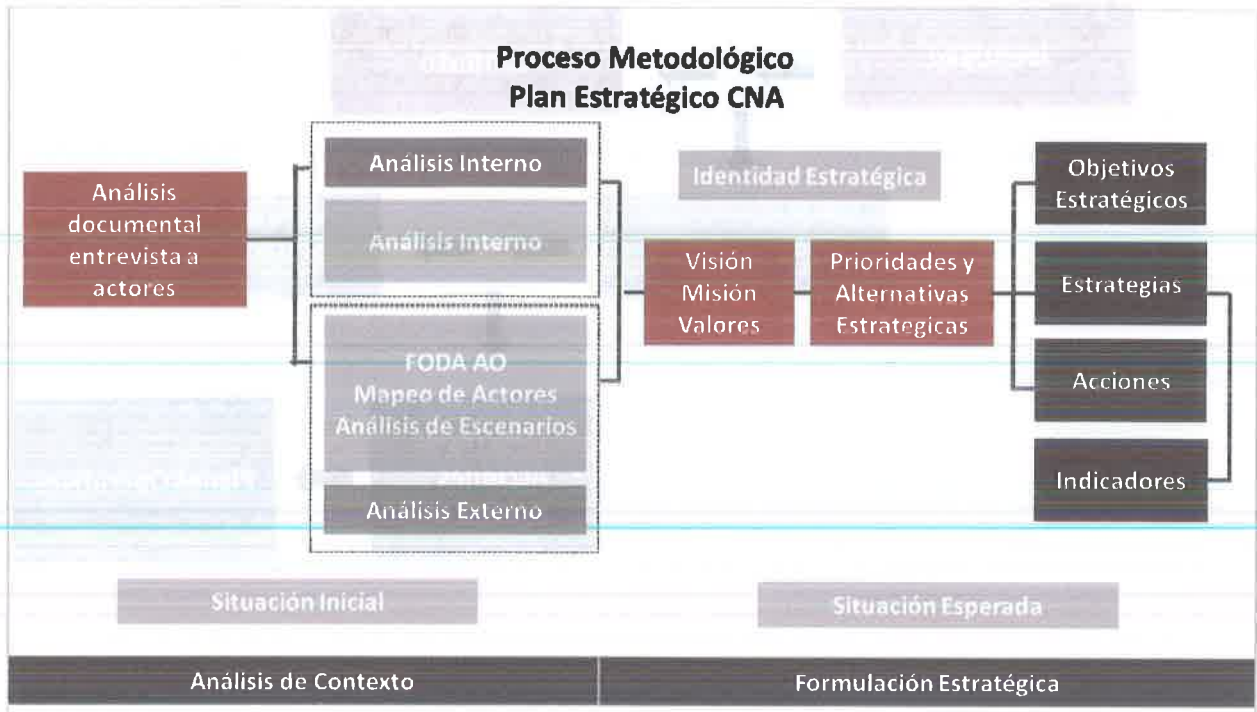 Proceso Metodológico
Plan Estratégico CNA
Análisis
documental
entrevista a
actores
Análisis Interno
Análisis Interno
FODA AO
Mapeo de Actores
Análisis de Escenarios
Análisis Externo
Identidad Estratégica
Visión
Misión
Valores
Prioridades y
Alternativas
Estrategicas
Objetivos
Estratégicos
Estrategias
Acciones
Indicadores
Situación Inicial
Situación Esperada
Análisis de Contexto
Formulación Estratégica